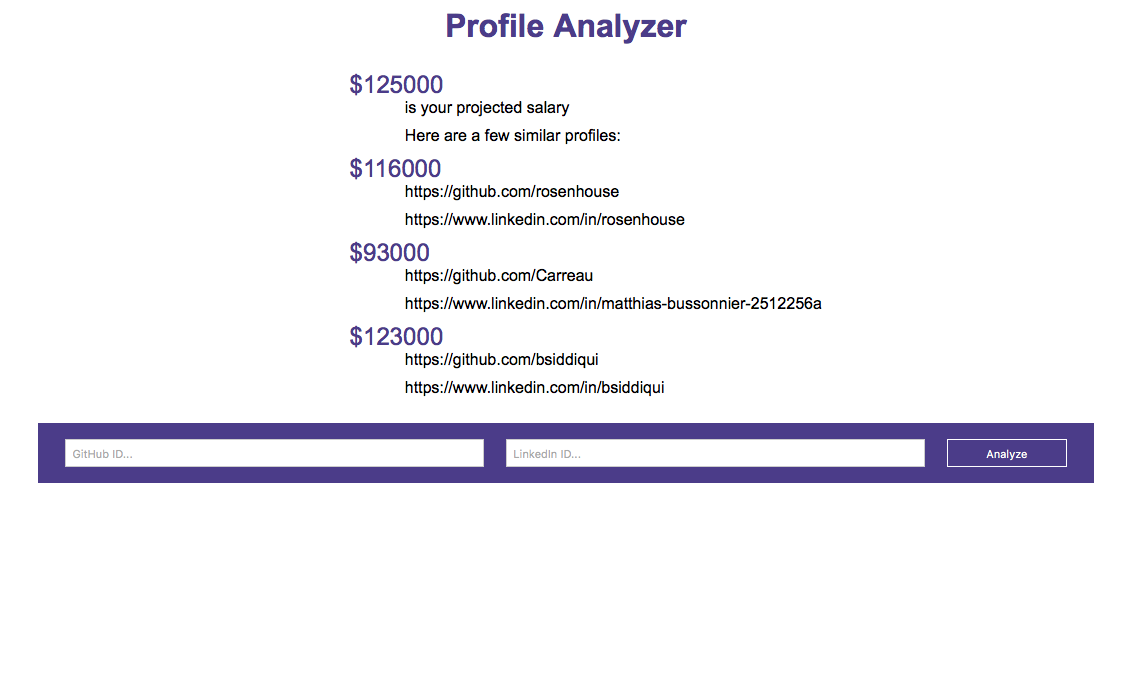 Profile Analyzer
$125000
is your projected salary
Here are a few similar profiles:
$116000
https://github.com/rosenhouse
https://www.linkedin.com/in/rosenhouse
$93000
https://github.com/Carreau
https://www.linkedin.com/in/matthias-bussonnier-2512256a
$123000
https://github.com/bsiddiqui
https://www.linkedin.com/in/bsiddiqui
GitHub ID... LinkedIn ID... Analyze